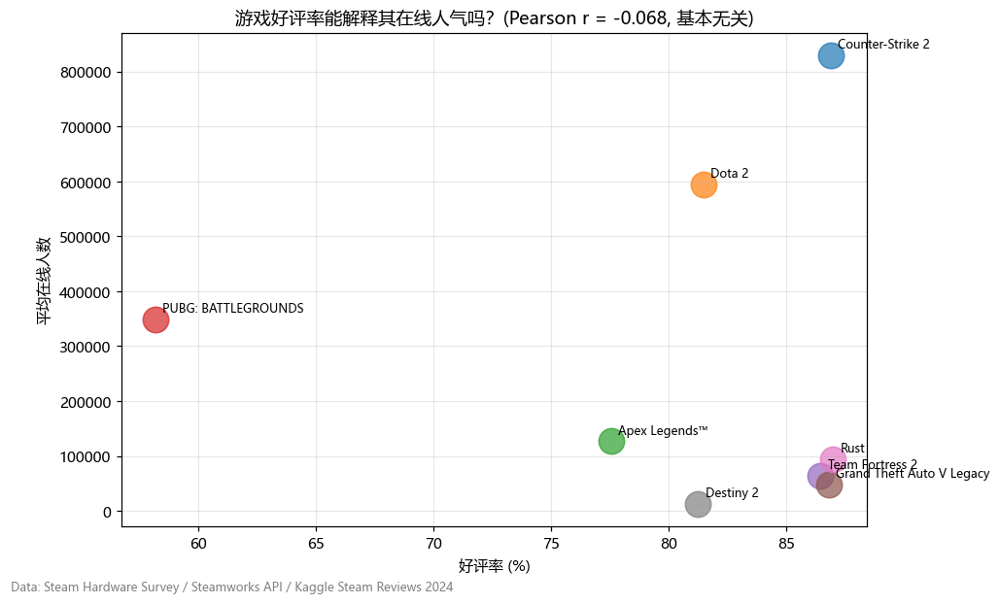 游戏好评率能解释其在线人气吗? (Pearson r = -0.068, 基本无关)
Counter-Strike 2
800000
700000
Dota 2
600000
500000
平均在线人数
400000
PUBG: BATTLEGROUNDS
300000
200000
Apex Legends™
100000
Rust
Team Fortress 2
Grand Theft Auto V Legacy
Destiny 2
0
60 65 70 75 80 85
好评率 (%)
Data: Steam Hardware Survey / Steamworks API / Kaggle Steam Reviews 2024